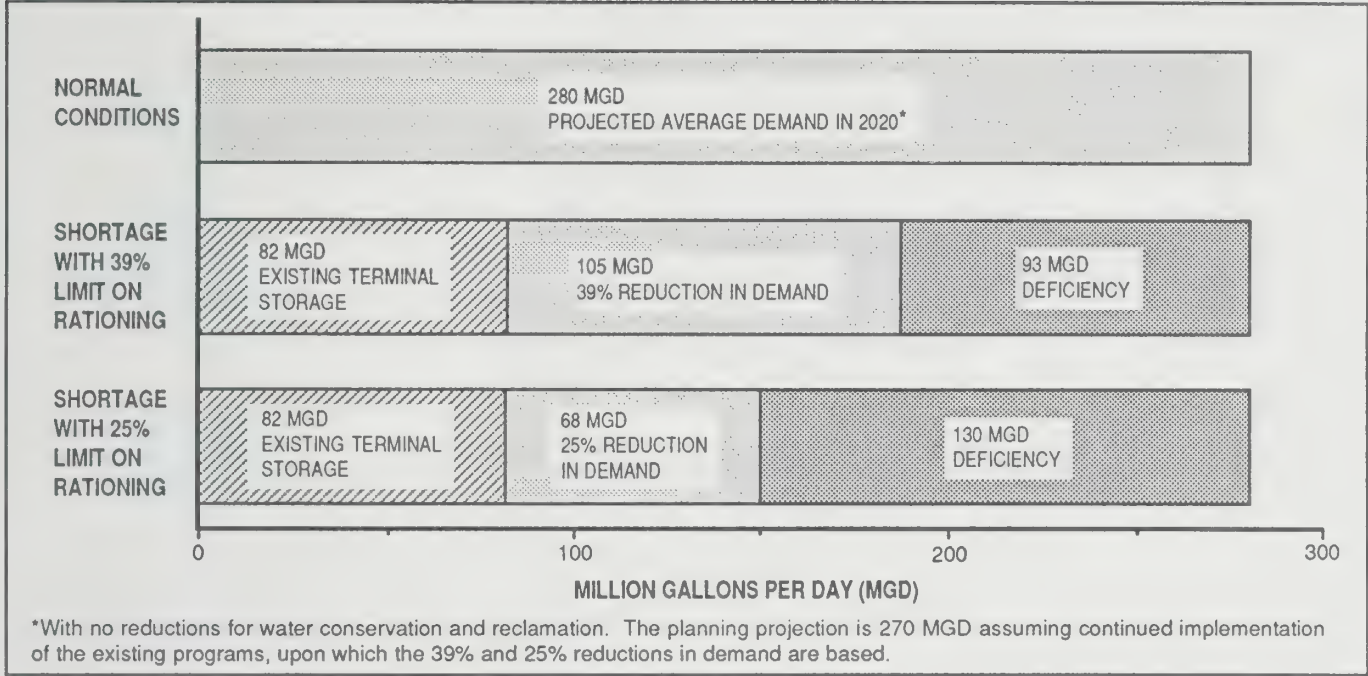 NORMAL
CONDITIONS
280 MGD
PROJECTED AVERAGE DEMAND IN 2020*
SHORTAGE
WITH 39%
LIMIT ON
RATIONING
82 MGD
EXISTING TERMINAL
STORAGE
105 MGD
39% REDUCTION IN DEMAND
93 MGD
DEFICIENCY
SHORTAGE
WITH 25%
LIMIT ON
RATIONING
82 MGD
EXISTING TERMINAL
STORAGE
68 MGD
25% REDUCTION
IN DEMAND
130 MGD
DEFICIENCY
0 100 200 300
MILLION GALLONS PER DAY (MGD)
*With no reductions for water conservation and reclamation. The planning projection is 270 MGD assuming continued implementation
of the existing programs, upon which the 39% and 25% reductions in demand are based.